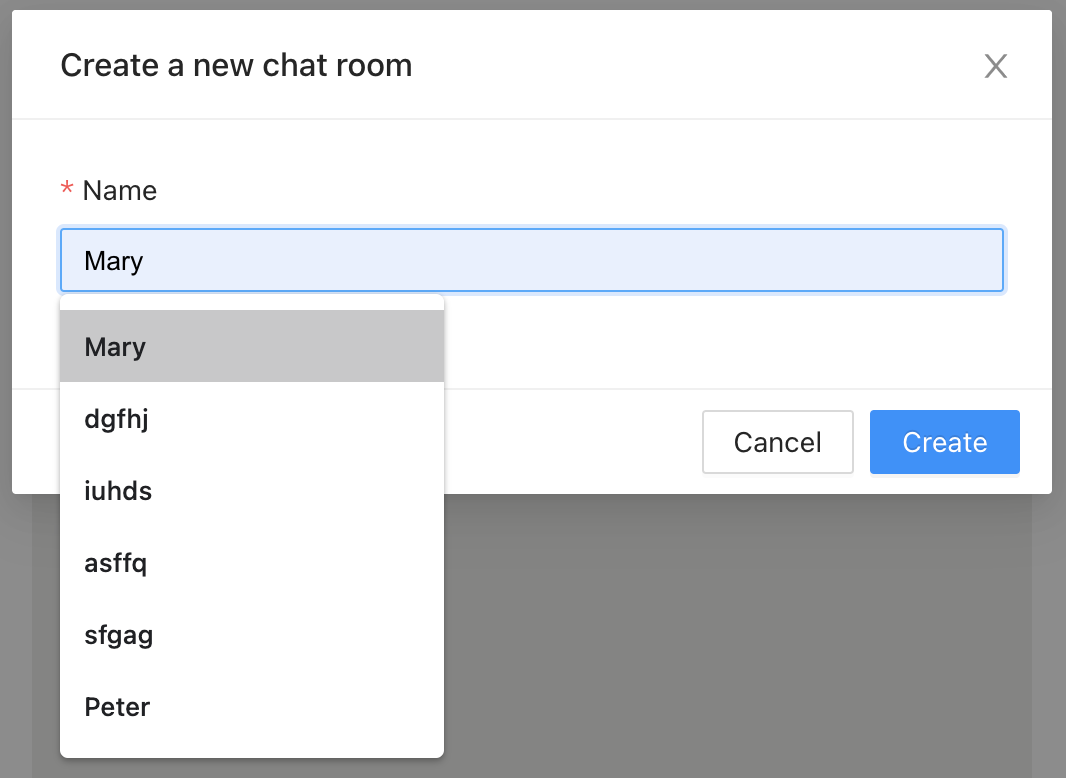 Create a new chat room
* Name
Mary
Mary
dgfhj
iuhds
asffq
sfgag
Peter
Cancel
Create